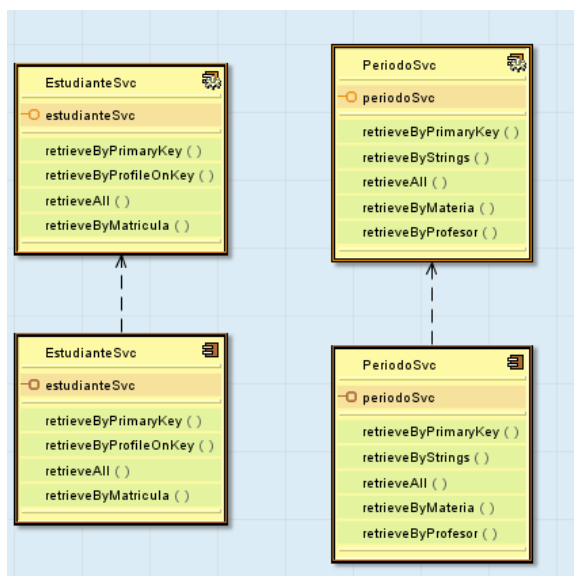 EstudianteSvc
estudianteSvc
retrieveByPrimaryKey ( )
retrieveByProfileOnKey ( )
retrieveAll ( )
retrieveByMatricula ( )
PeriodoSvc
periodoSvc
retrieveByPrimaryKey ( )
retrieveByStrings ( )
retrieveAll ( )
retrieveByMateria ( )
retrieveByProfesor ( )
EstudianteSvc
estudianteSvc
retrieveByPrimaryKey ( )
retrieveByProfileOnKey ( )
retrieveAll ( )
retrieveByMatricula ( )
PeriodoSvc
periodoSvc
retrieveByPrimaryKey ( )
retrieveByStrings ( )
retrieveAll ( )
retrieveByMateria ( )
retrieveByProfesor ( )